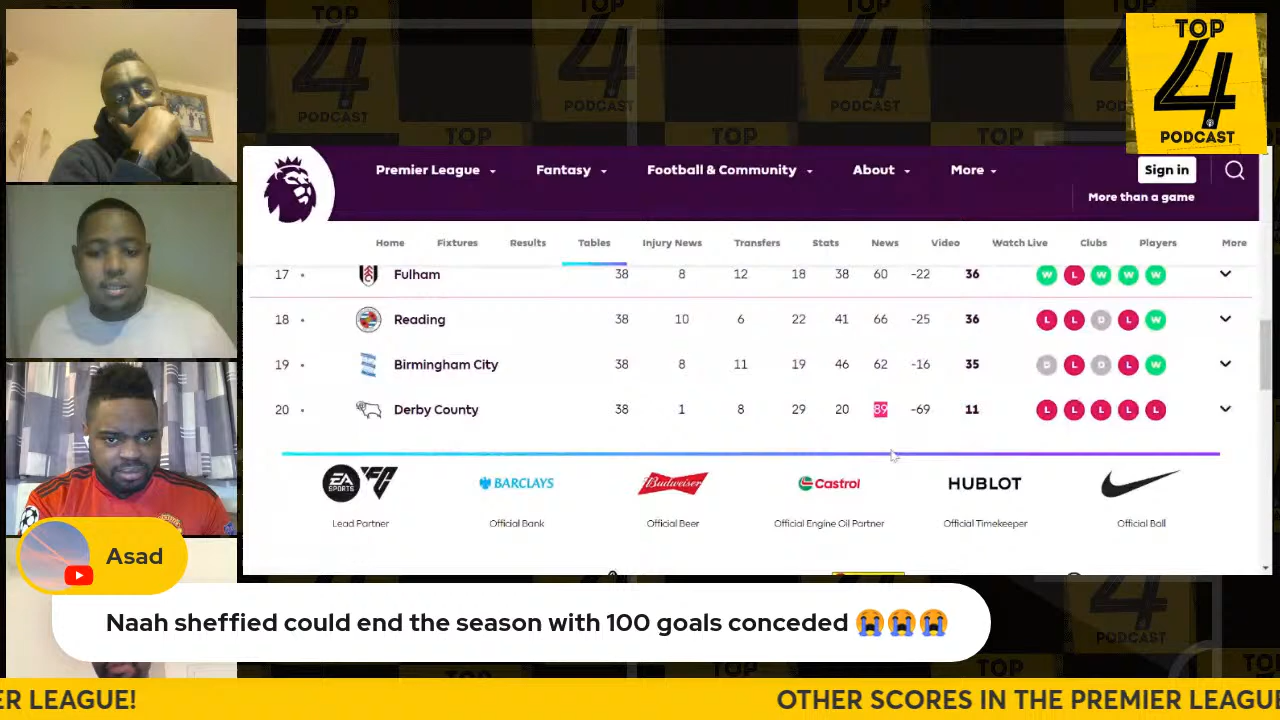 TOP
4
PODCAST
Premier League
Fantasy
Football & Community
About
More
Sign in
More than a game
Home
Fixtures
Results
Tables
Injury News
Transfers
Stats
News
Video
Watch Live
Clubs
Players
More
17 Fulham 38 8 12 18 38 60 -22 36 W L W W W
18 Reading 38 10 6 22 41 66 -25 36 L L D L W
19 Birmingham City 38 8 11 19 46 62 -16 35 D L D L W
20 Derby County 38 1 8 29 20 89 -69 11 L L L L L
EA SPORTS FC
BARCLAYS
Budweiser
Castrol
HUBLOT
Lead Partner
Official Bank
Official Beer
Official Engine Oil Partner
Official Timekeeper
Official Ball
Asad
Naah sheffied could end the season with 100 goals conceded 😭😭😭
ER LEAGUE!
OTHER SCORES IN THE PREMIER LEAGUE